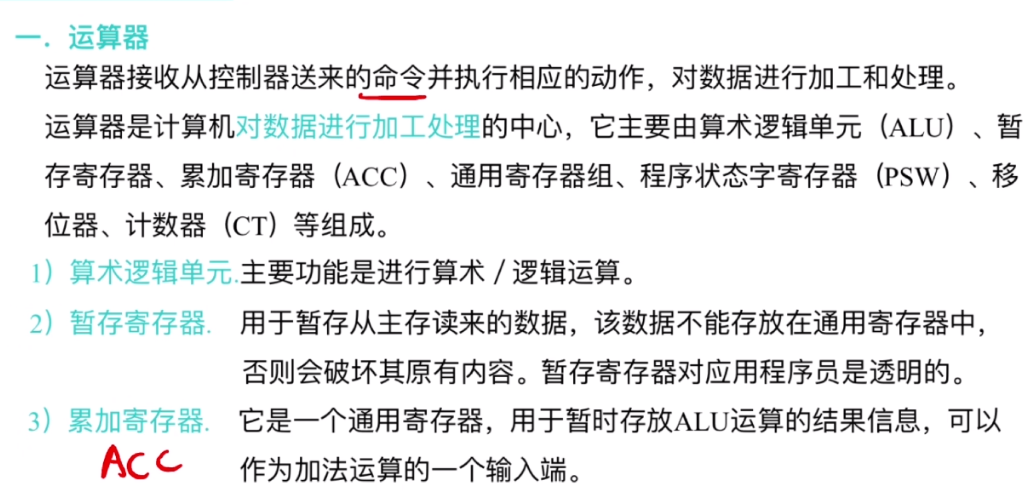 一．运算器
运算器接收从控制器送来的命令并执行相应的动作，对数据进行加工和处理。
运算器是计算机对数据进行加工处理的中心，它主要由算术逻辑单元（ALU）、暂
存寄存器、累加寄存器（ACC）、通用寄存器组、程序状态字寄存器（PSW）、移
位器、计数器（CT）等组成。
1）算术逻辑单元.主要功能是进行算术／逻辑运算。
2）暂存寄存器. 用于暂存从主存读来的数据，该数据不能存放在通用寄存器中，
否则会破坏其原有内容。暂存寄存器对应用程序员是透明的。
3）累加寄存器. 它是一个通用寄存器，用于暂时存放ALU运算的结果信息，可以
ACC 作为加法运算的一个输入端。